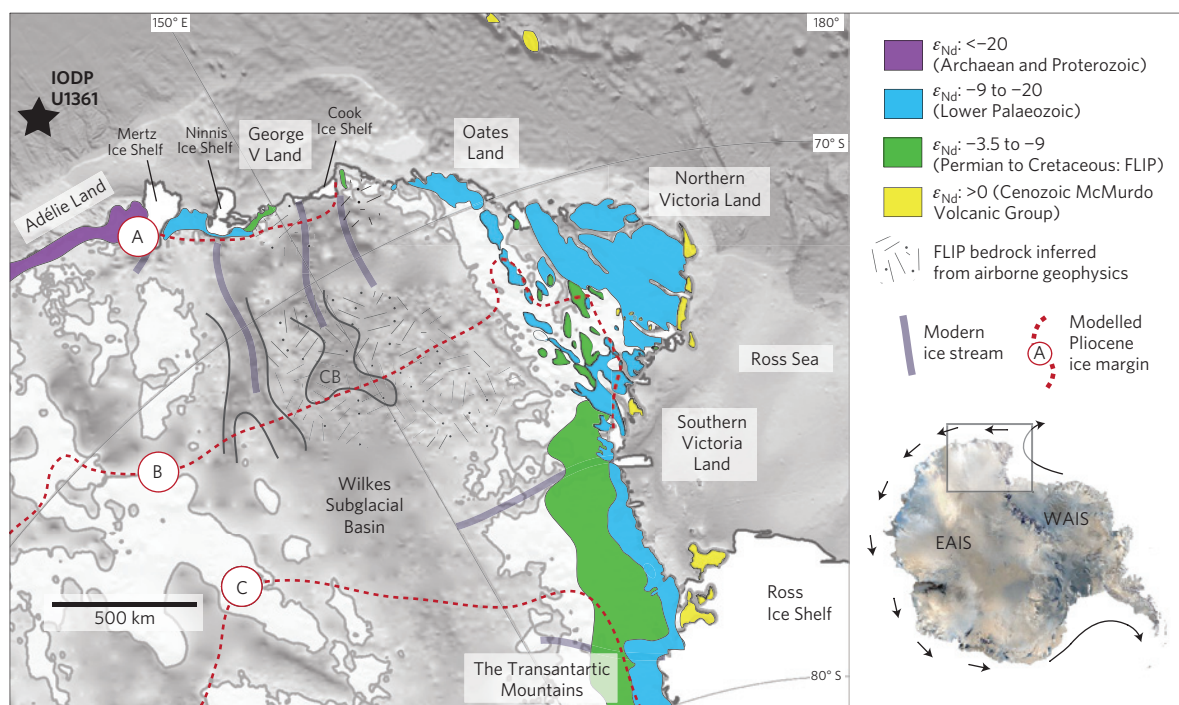 150° E
180°
IODP
U1361
Mertz
Ice Shelf
Ninnis
Ice Shelf
George
V Land
Cook
Ice Shelf
Oates
Land
70° S
Northern
Victoria Land
Adélie Land
A
CB
Ross Sea
Southern
Victoria
Land
B
Wilkes
Subglacial
Basin
C
500 km
Ross
Ice Shelf
The Transantartic
Mountains
80° S
εNd: <−20
(Archaean and Proterozoic)
εNd: −9 to −20
(Lower Palaeozoic)
εNd: −3.5 to −9
(Permian to Cretaceous: FLIP)
εNd: >0 (Cenozoic McMurdo
Volcanic Group)
FLIP bedrock inferred
from airborne geophysics
Modern
ice stream
A
Modelled
Pliocene
ice margin
WAIS
EAIS